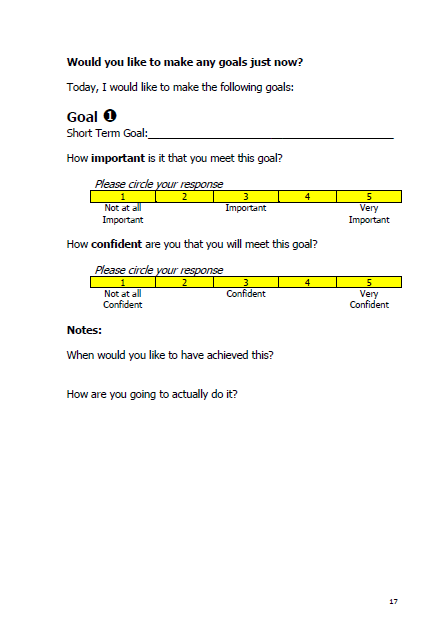 Would you like to make any goals just now?
Today, I would like to make the following goals:
Goal ❶
Short Term Goal:___________________________________________
How important is it that you meet this goal?
Please circle your response
1 2 3 4 5
Not at all Important Important Very Important
How confident are you that you will meet this goal?
Please circle your response
1 2 3 4 5
Not at all Confident Confident Very Confident
Notes:
When would you like to have achieved this?
How are you going to actually do it?
17